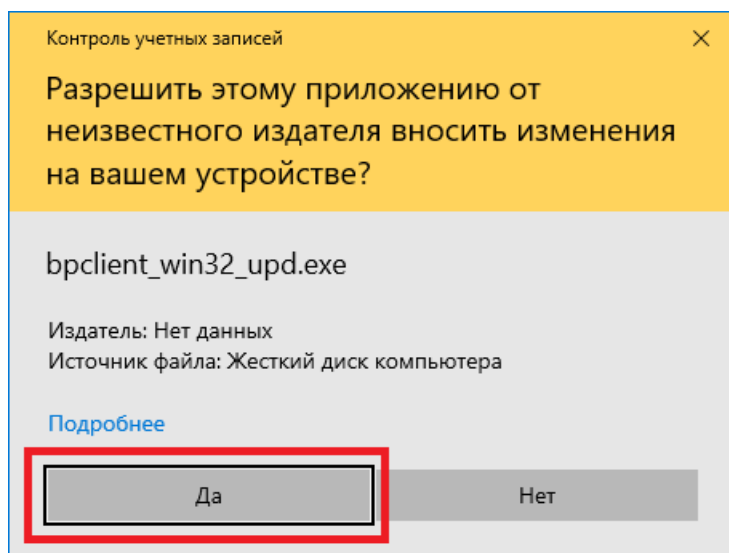 Контроль учетных записей
Разрешить этому приложению от
неизвестного издателя вносить изменения
на вашем устройстве?
bpclient_win32_upd.exe
Издатель: Нет данных
Источник файла: Жесткий диск компьютера
Подробнее
Да
Нет